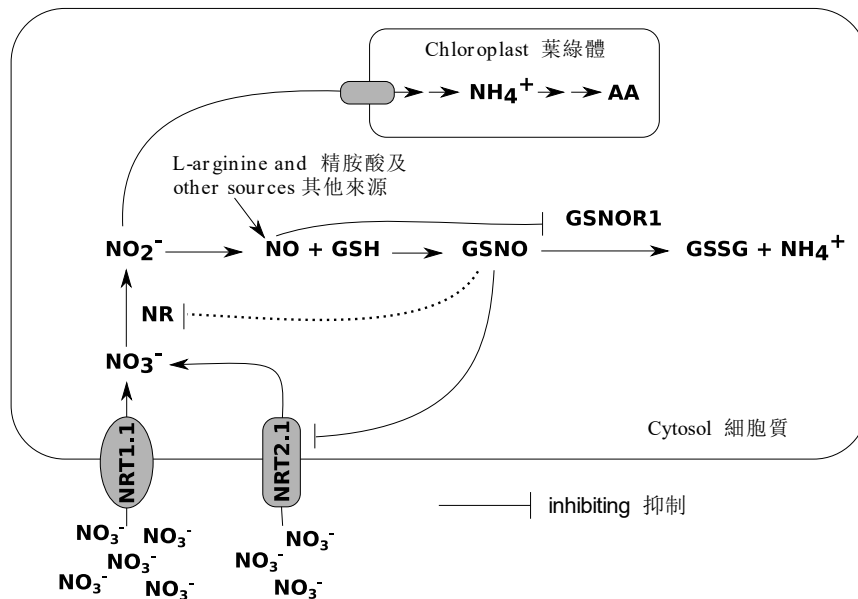 Chloroplast 葉綠體
NH₄⁺ AA
L-arginine and 精胺酸及
other sources 其他來源
GSNOR1
NO₂⁻ NO + GSH GSNO GSSG + NH₄⁺
NR
NO₃⁻
Cytosol 細胞質
NRT1.1 NRT2.1
inhibiting 抑制
NO₃⁻ NO₃⁻ NO₃⁻
NO₃⁻ NO₃⁻
NO₃⁻ NO₃⁻ NO₃⁻